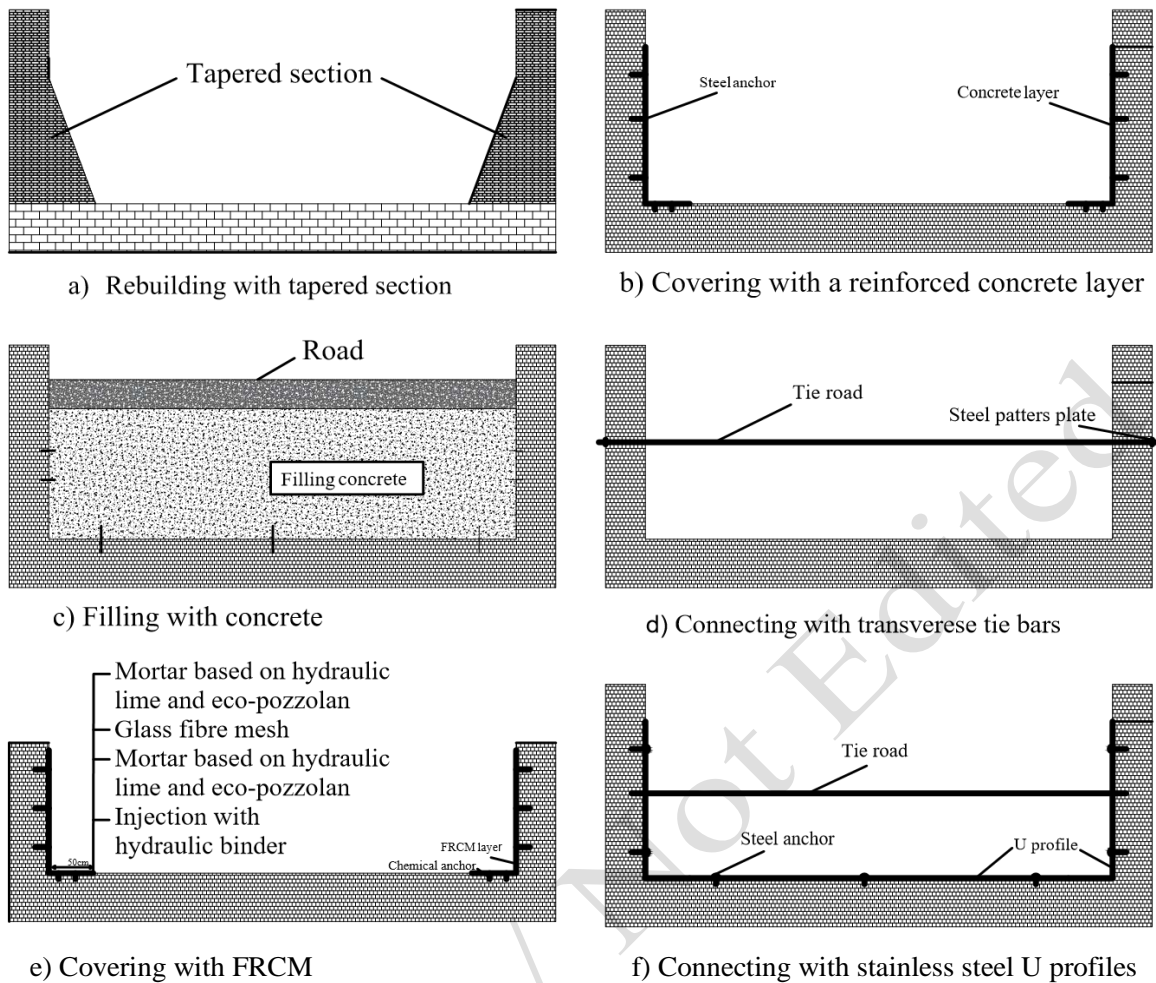 Tapered section
a) Rebuilding with tapered section
Steel anchor
Concrete layer
b) Covering with a reinforced concrete layer
Road
Filling concrete
c) Filling with concrete
Tie road
Steel patters plate
d) Connecting with transverese tie bars
Mortar based on hydraulic
lime and eco-pozzolan
Glass fibre mesh
Mortar based on hydraulic
lime and eco-pozzolan
Injection with
hydraulic binder
50cm
FRCM layer
Chemical anchor
e) Covering with FRCM
Tie road
Steel anchor
U profile
f) Connecting with stainless steel U profiles
/ Not Edited